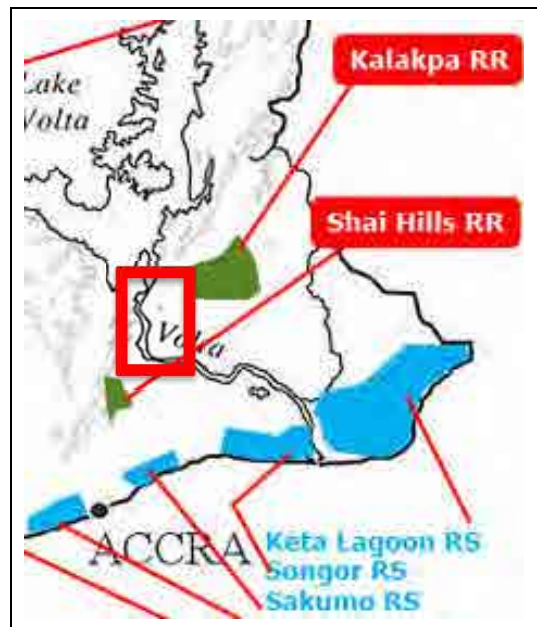 Kalakpa RR
Lake
Volta
Shai Hills RR
Volta
ACCRA
Keta Lagoon RS
Songor RS
Sakumo RS